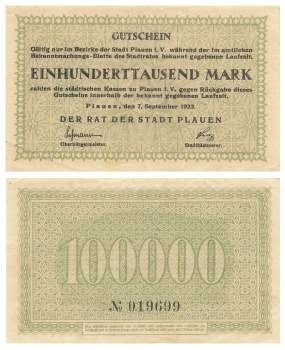 GUTSCHEIN
Gültig nur im Bezirke der Stadt Plauen i. V. während der im amtlichen
Bekanntmachungs-Blatte des Stadtrates bekannt gegebenen Laufzeit.
EINHUNDERTTAUSEND MARK
zahlen die städtischen Kassen zu Plauen i. V. gegen Rückgabe dieses
Gutscheins innerhalb der bekannt gegebenen Laufzeit.
Plauen, den 7. September 1923.
DER RAT DER STADT PLAUEN
Oberbürgermeister. Stadtkämmerer.
100000
№ 019699